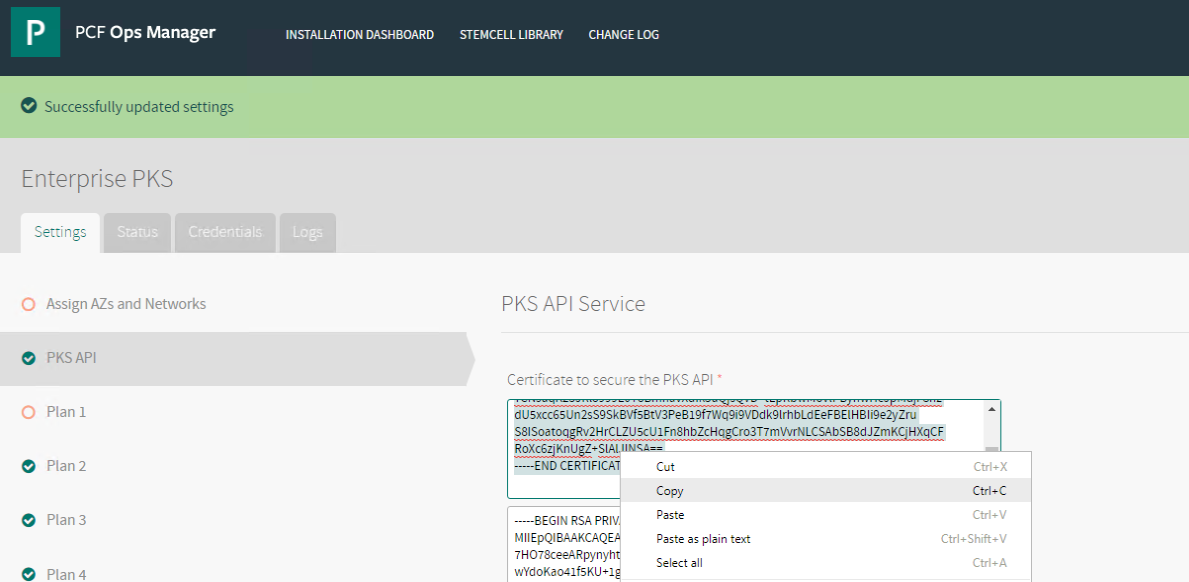 P
PCF Ops Manager
INSTALLATION DASHBOARD
STEMCELL LIBRARY
CHANGE LOG
Successfully updated settings
Enterprise PKS
Settings
Status
Credentials
Logs
Assign AZs and Networks
PKS API
Plan 1
Plan 2
Plan 3
Plan 4
PKS API Service
Certificate to secure the PKS API *
dU5xcc65Un2sS9SkBVf5BtV3PeB19f7Wq9i9VDdk9lrhbLdEeFBEIHBIi9e2yZru
S8ISoatoqgRv2HrCLZU5cU1Fn8hbZcHqgCro3T7mVvrNLCSAbSB8dJZmKCjHXqCF
RoXc6zjKnUgZ+SIALIJNSA==
-----END CERTIFICAT
-----BEGIN RSA PRIV
MIIEpQIBAAKCAQEA
7HO78ceeARpynyht
wYdoKao41f5KU+1g
Cut Ctrl+X
Copy Ctrl+C
Paste Ctrl+V
Paste as plain text Ctrl+Shift+V
Select all Ctrl+A